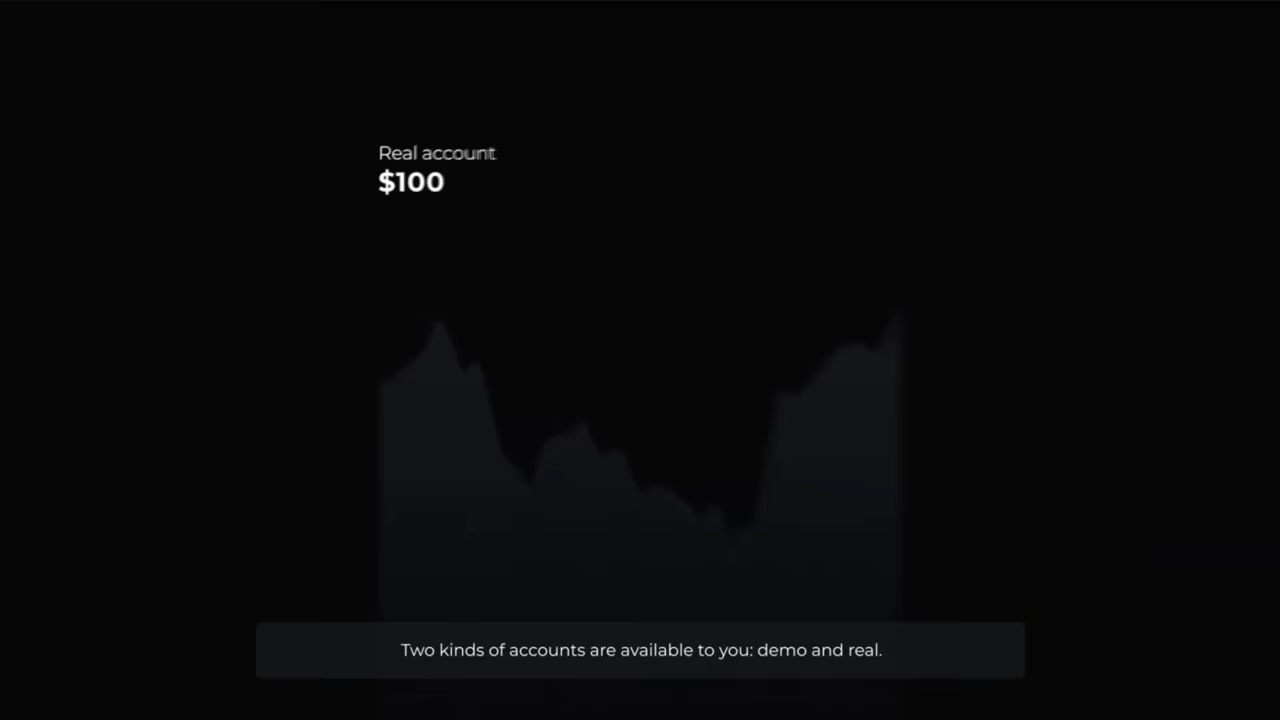 Real account
$100
Two kinds of accounts are available to you: demo and real.